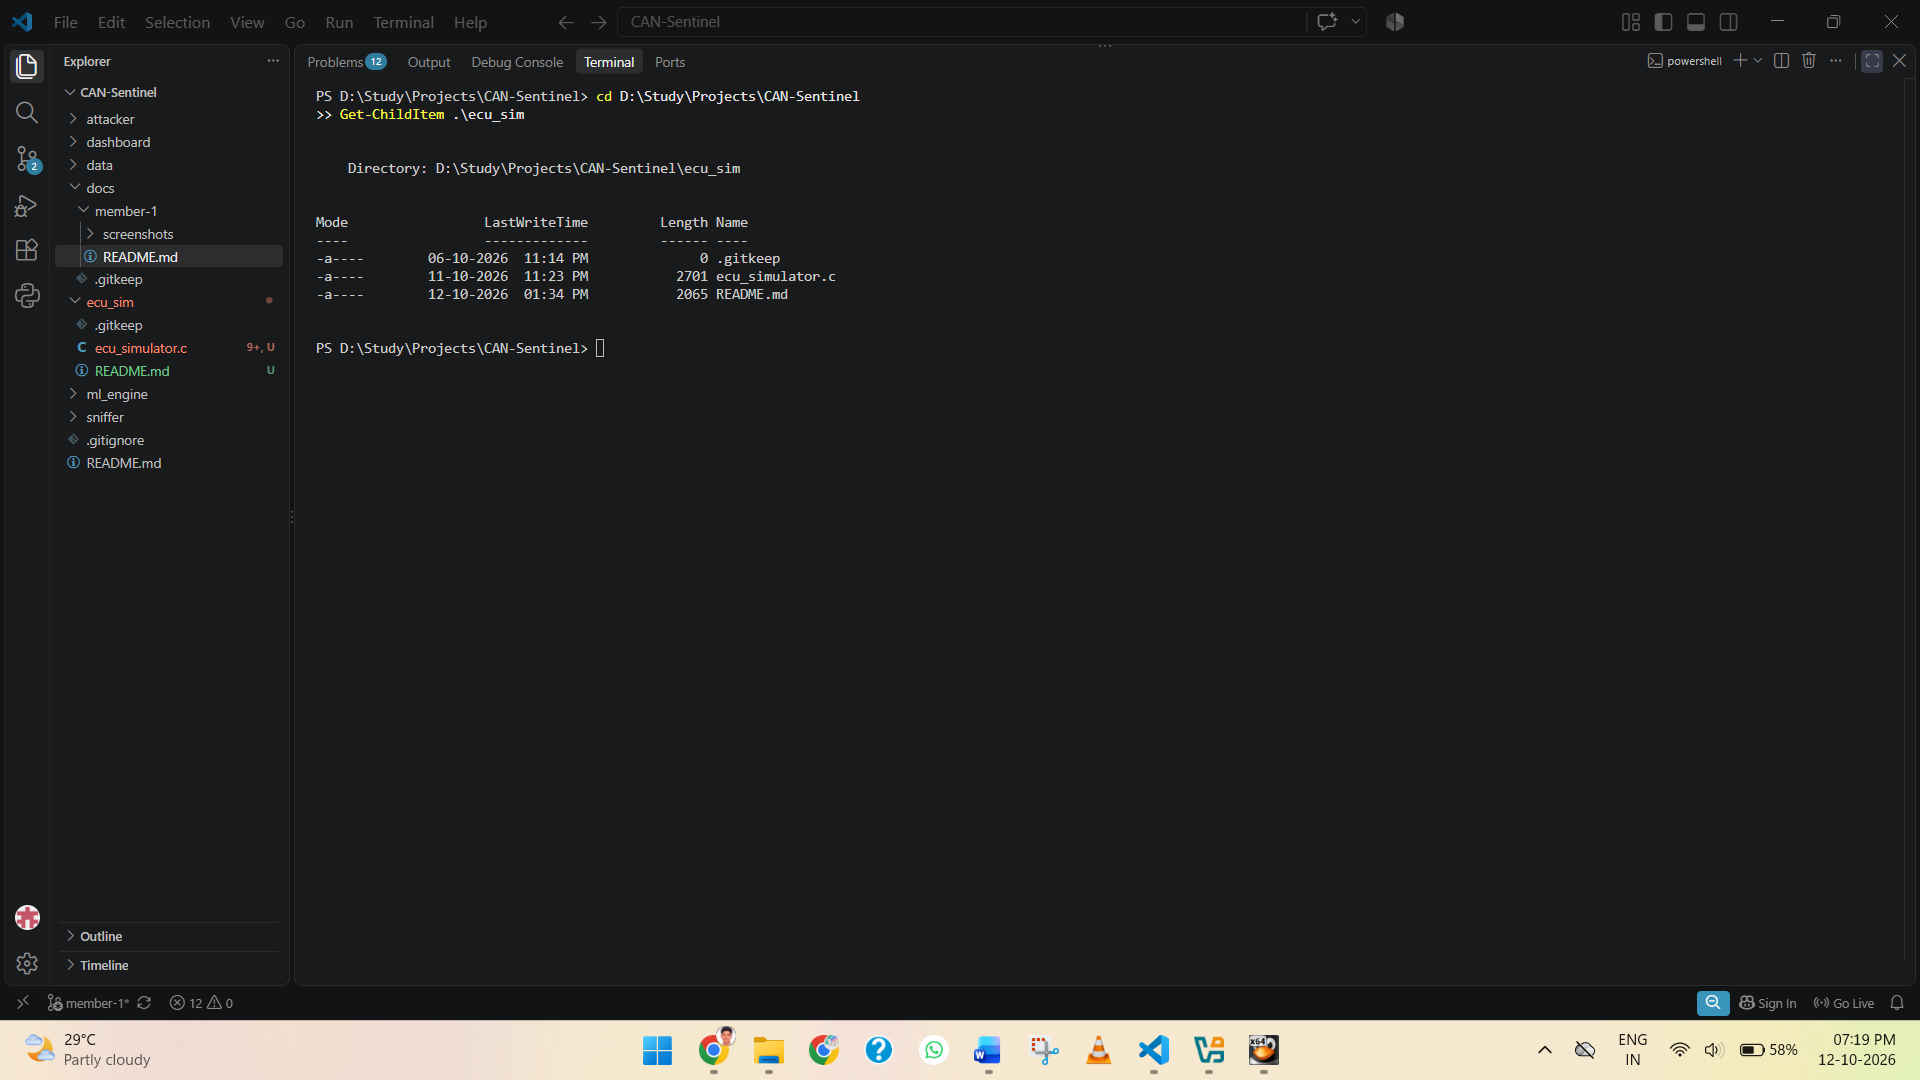 File Edit Selection View Go Run Terminal Help
CAN-Sentinel
Explorer
CAN-Sentinel
attacker
dashboard
data
docs
member-1
screenshots
README.md
.gitkeep
ecu_sim
.gitkeep
ecu_simulator.c 9+, U
README.md U
ml_engine
sniffer
.gitignore
README.md
Outline
Timeline
2
Problems 12 Output Debug Console Terminal Ports
powershell
PS D:\Study\Projects\CAN-Sentinel> cd D:\Study\Projects\CAN-Sentinel
>> Get-ChildItem .\ecu_sim
Directory: D:\Study\Projects\CAN-Sentinel\ecu_sim
Mode LastWriteTime Length Name
---- ------------- ------ ----
-a---- 06-10-2026 11:14 PM 0 .gitkeep
-a---- 11-10-2026 11:23 PM 2701 ecu_simulator.c
-a---- 12-10-2026 01:34 PM 2065 README.md
PS D:\Study\Projects\CAN-Sentinel>
member-1* 12 0
Sign In Go Live
29°C
Partly cloudy
X64
ENG
IN
58%
07:19 PM
12-10-2026